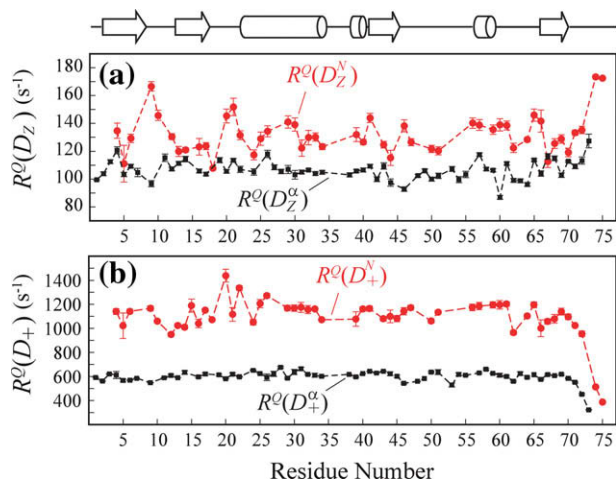 (a)
R^Q(D_Z) (s⁻¹)
180
160
140
120
100
80
R^Q(D_Z^N)
R^Q(D_Z^α)
5 10 15 20 25 30 35 40 45 50 55 60 65 70 75
(b)
R^Q(D_+) (s⁻¹)
1400
1200
1000
800
600
400
R^Q(D_+^N)
R^Q(D_+^α)
5 10 15 20 25 30 35 40 45 50 55 60 65 70 75
Residue Number